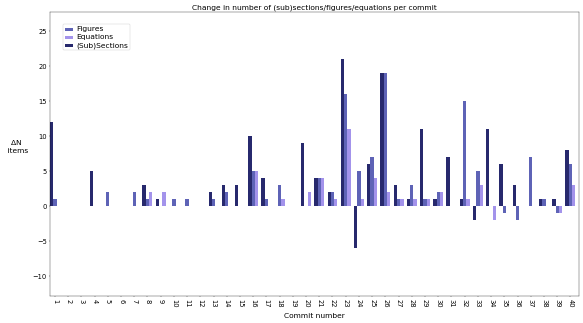 Change in number of (sub)sections/figures/equations per commit
Figures
Equations
(Sub)Sections
25
20
15
10
5
0
−5
−10
ΔN
items
1 2 3 4 5 6 7 8 9 10 11 12 13 14 15 16 17 18 19 20 21 22 23 24 25 26 27 28 29 30 31 32 33 34 35 36 37 38 39 40
Commit number